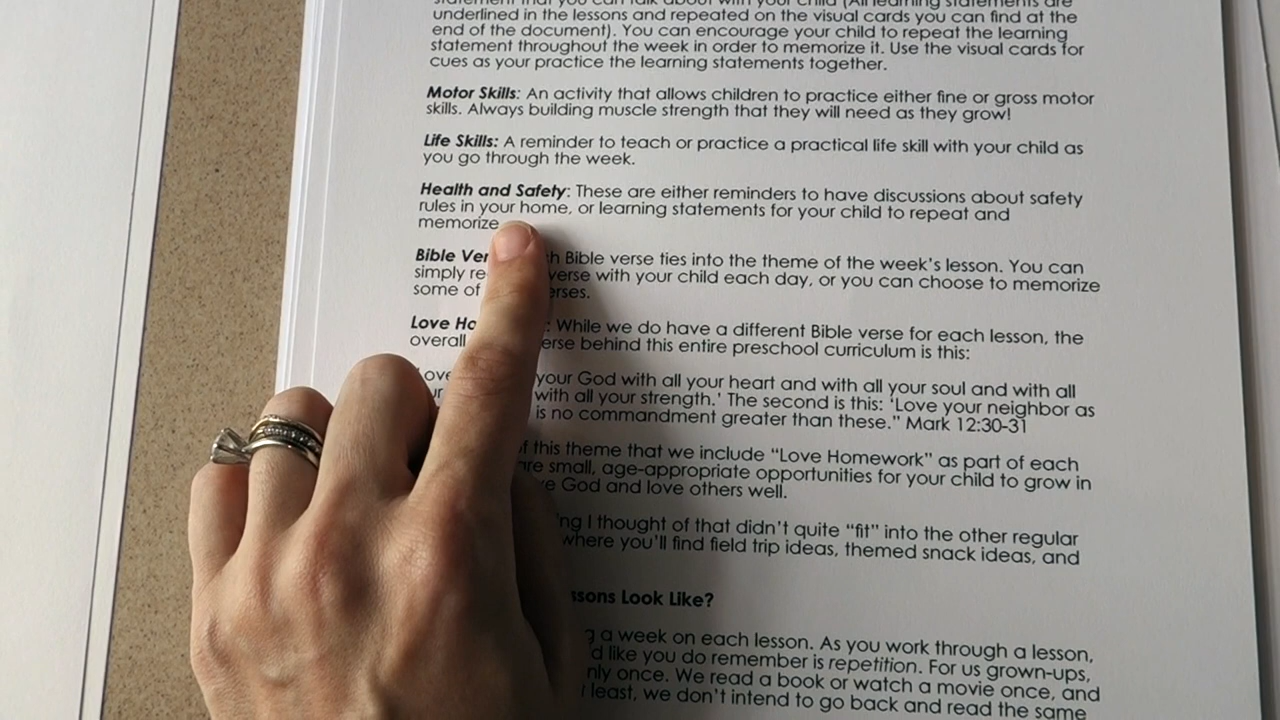 statement that you can talk about with your child (All learning statements are
underlined in the lessons and repeated on the visual cards you can find at the
end of the document). You can encourage your child to repeat the learning
statement throughout the week in order to memorize it. Use the visual cards for
cues as your practice the learning statements together.
Motor Skills: An activity that allows children to practice either fine or gross motor
skills. Always building muscle strength that they will need as they grow!
Life Skills: A reminder to teach or practice a practical life skill with your child as
you go through the week.
Health and Safety: These are either reminders to have discussions about safety
rules in your home, or learning statements for your child to repeat and
memorize
Bible Bible verse ties into the theme of the week's lesson. You can
simply verse with your child each day, or you can choose to memorize
some of
Love : While we do have a different Bible verse for each lesson, the
overall behind this entire preschool curriculum is this:
your God with all your heart and with all your soul and with all
with all your strength.' The second is this: 'Love your neighbor as
is no commandment greater than these." Mark 12:30-31
of this theme that we include "Love Homework" as part of each
are small, age-appropriate opportunities for your child to grow in
God and love others well.
I thought of that didn't quite "fit" into the other regular
where you'll find field trip ideas, themed snack ideas, and
Look Like?
a week on each lesson. As you work through a lesson,
like you do remember is repetition. For us grown-ups,
only once. We read a book or watch a movie once, and
least, we don't intend to go back and read the same